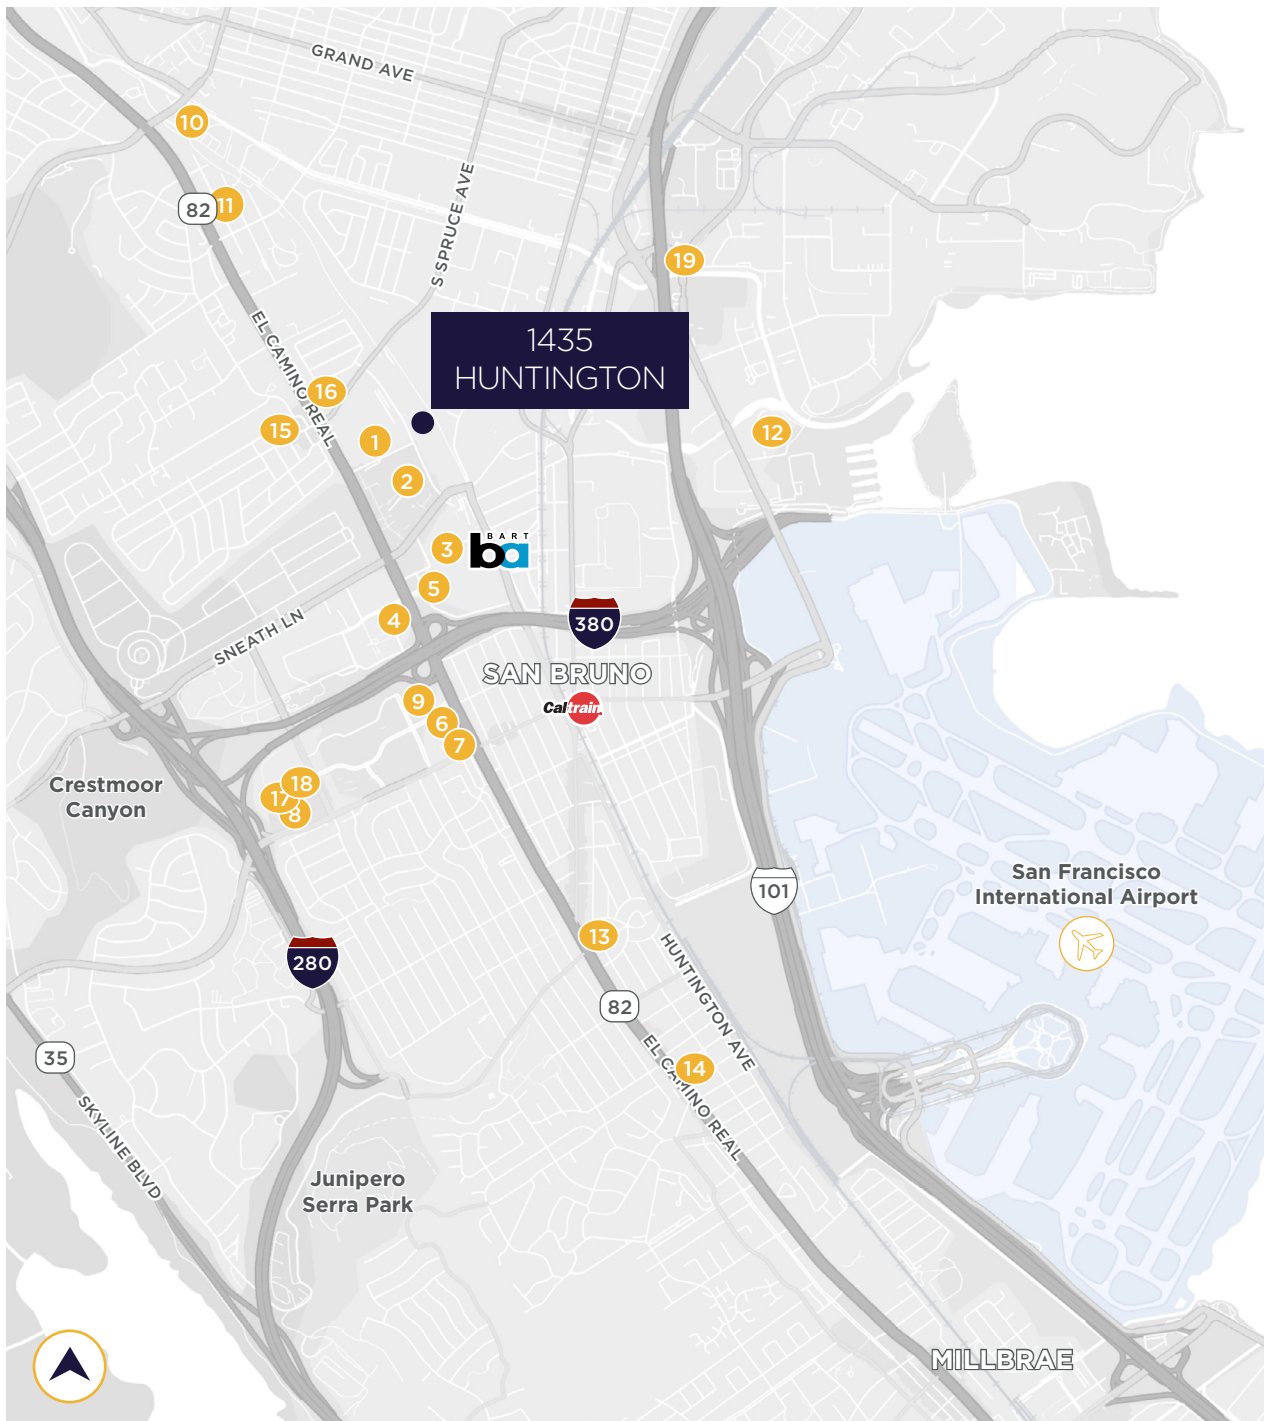 GRAND AVE
10
82
11
S SPRUCE AVE
19
1435
HUNTINGTON
EL CAMINO REAL
16
15
1
12
2
3
BART
ba
5
4
380
SNEATH LN
SAN BRUNO
Caltrain
9
6
7
Crestmoor
Canyon
18
17
8
San Francisco
International Airport
101
13
HUNTINGTON AVE
280
82
35
EL CAMINO REAL
14
SKYLINE BLVD
Junipero
Serra Park
MILLBRAE